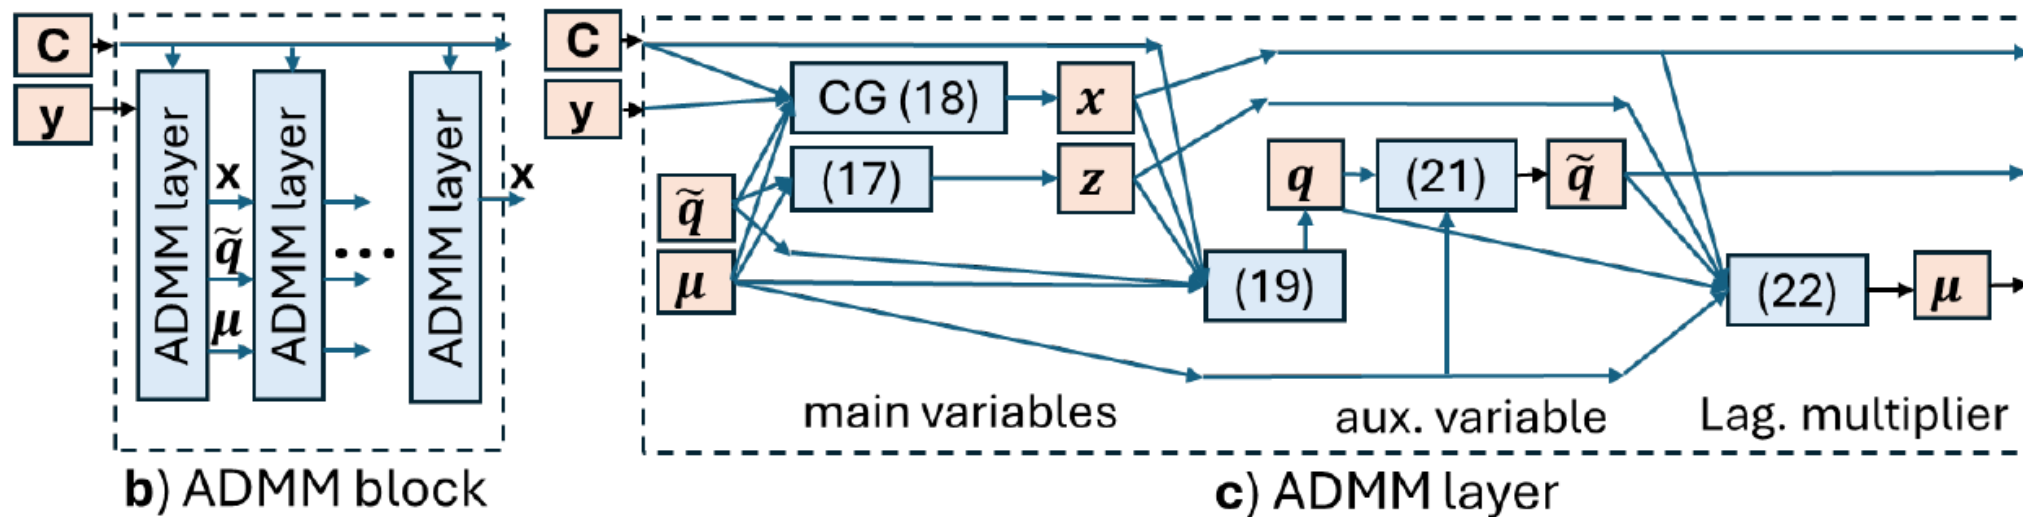 C
y
ADMM layer
ADMM layer
ADMM layer
x
q̃
μ
...
x
b) ADMM block
C
y
q̃
μ
CG (18)
x
(17)
z
q
(21)
q̃
(19)
(22)
μ
main variables
aux. variable
Lag. multiplier
c) ADMM layer